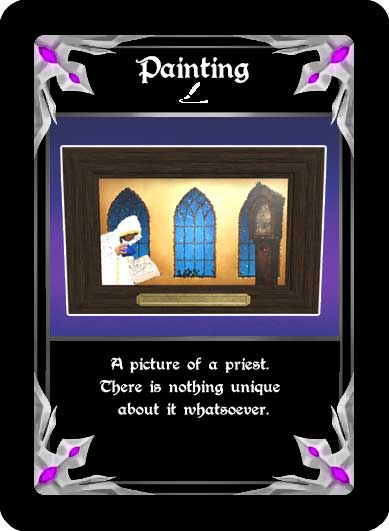 Painting
A picture of a priest.
There is nothing unique
about it whatsoever.